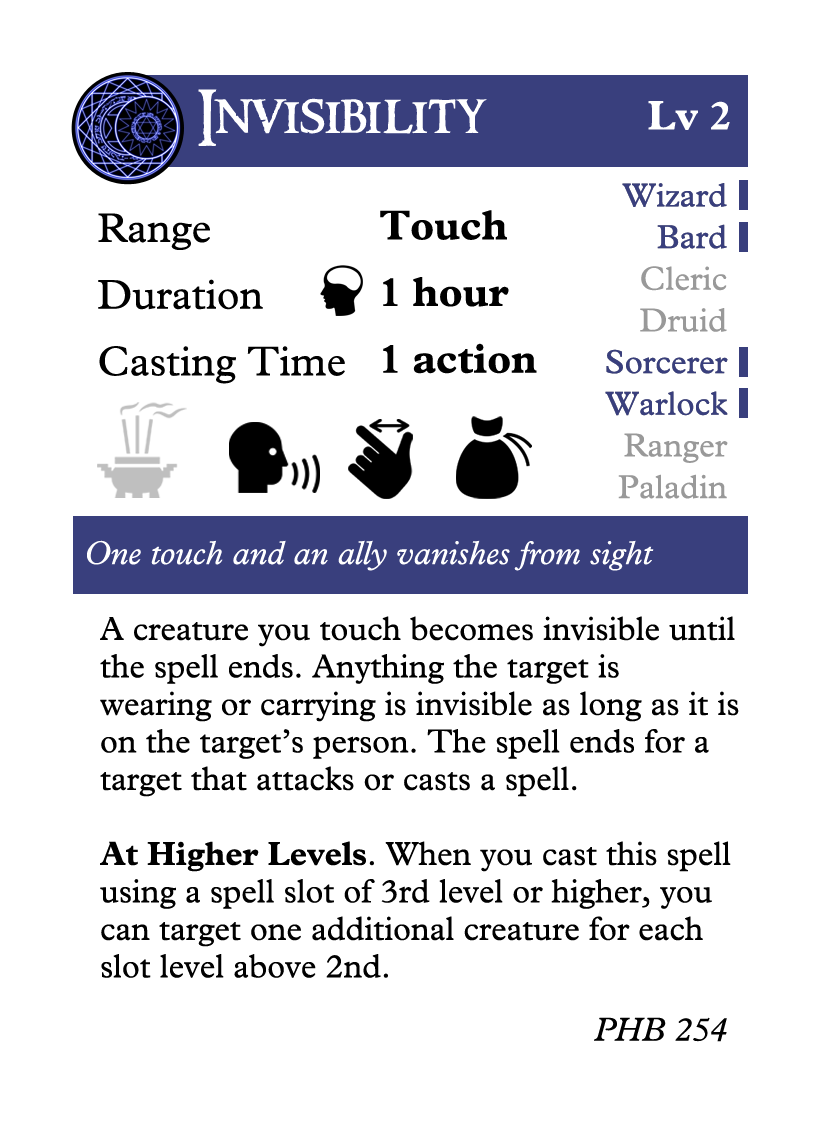 Invisibility Lv 2
Wizard
Bard
Cleric
Druid
Sorcerer
Warlock
Ranger
Paladin
Range Touch
Duration 1 hour
Casting Time 1 action
One touch and an ally vanishes from sight
A creature you touch becomes invisible until
the spell ends. Anything the target is
wearing or carrying is invisible as long as it is
on the target’s person. The spell ends for a
target that attacks or casts a spell.
At Higher Levels. When you cast this spell
using a spell slot of 3rd level or higher, you
can target one additional creature for each
slot level above 2nd.
PHB 254